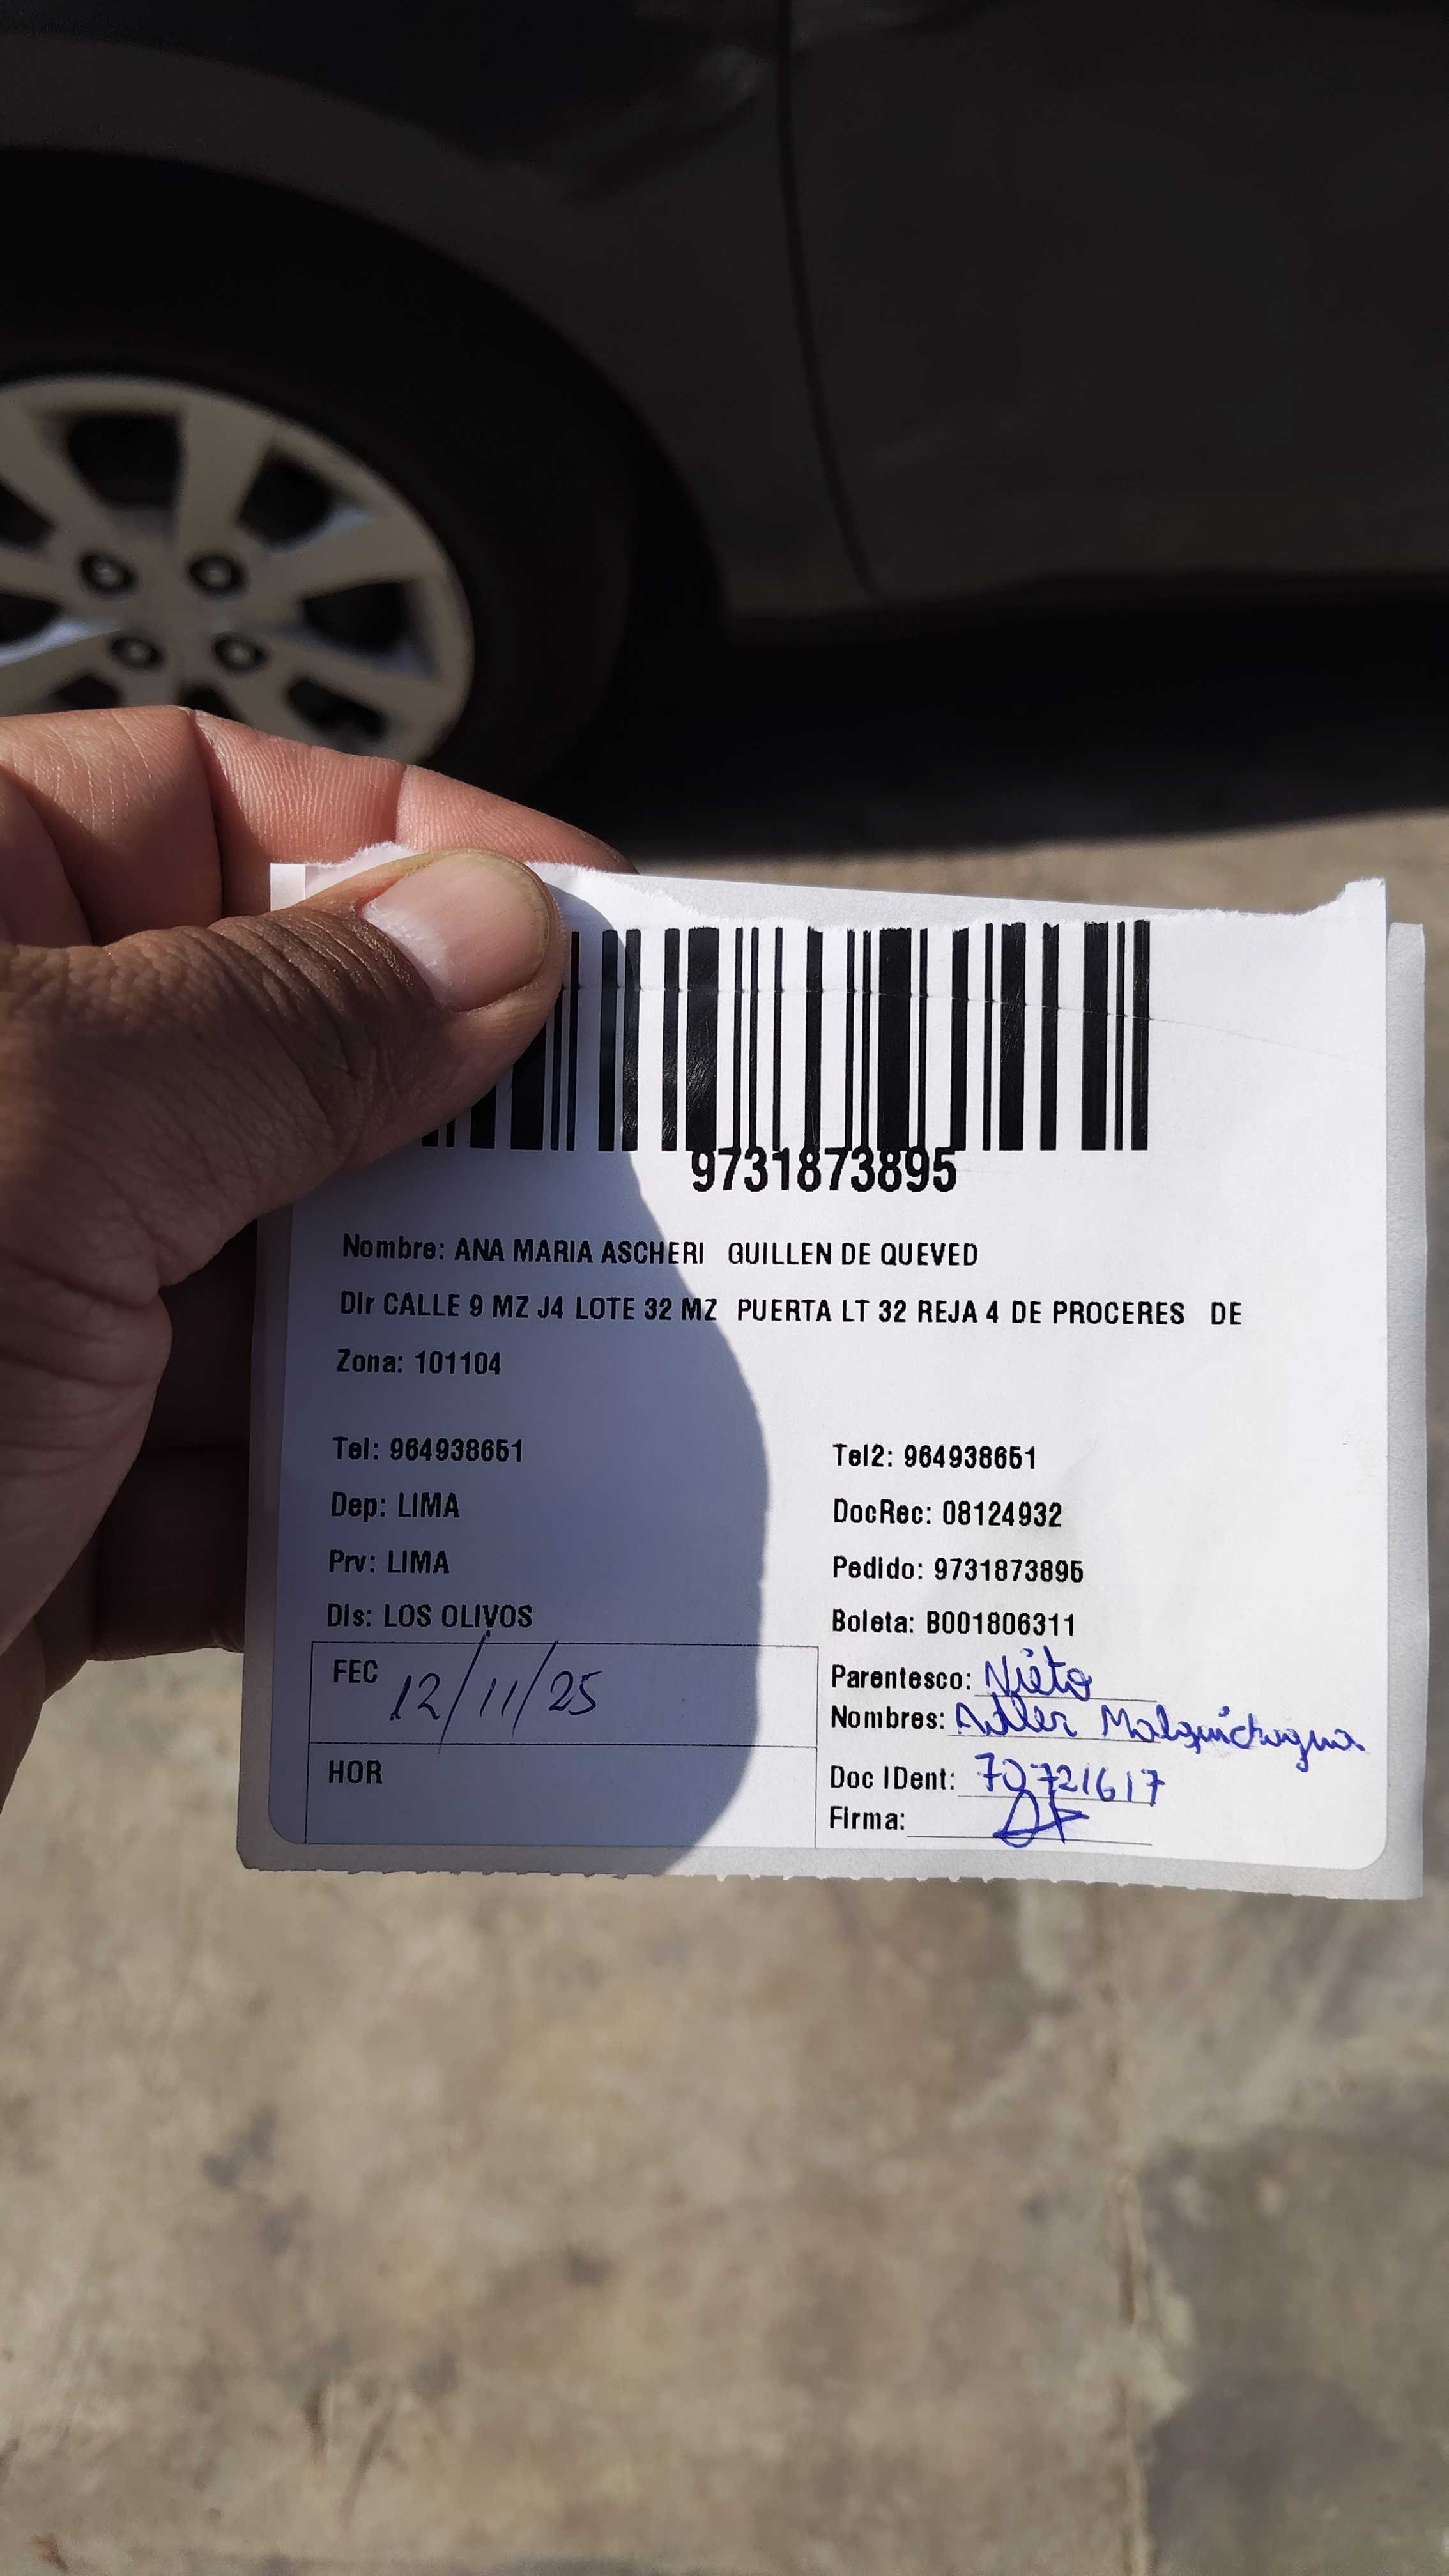 9731873895
Nombre: ANA MARIA ASCHERI GUILLEN DE QUEVED
Dir CALLE 9 MZ J4 LOTE 32 MZ PUERTA LT 32 REJA 4 DE PROCERES DE
Zona: 101104
Tel: 964938651 Tel2: 964938651
Dep: LIMA DocRec: 08124932
Prv: LIMA Pedido: 9731873895
Dis: LOS OLIVOS Boleta: B001806311
FEC 12/11/25 Parentesco: Nieto
Nombres: Adler Malquichagua
HOR Doc IDent: 70721617
Firma: